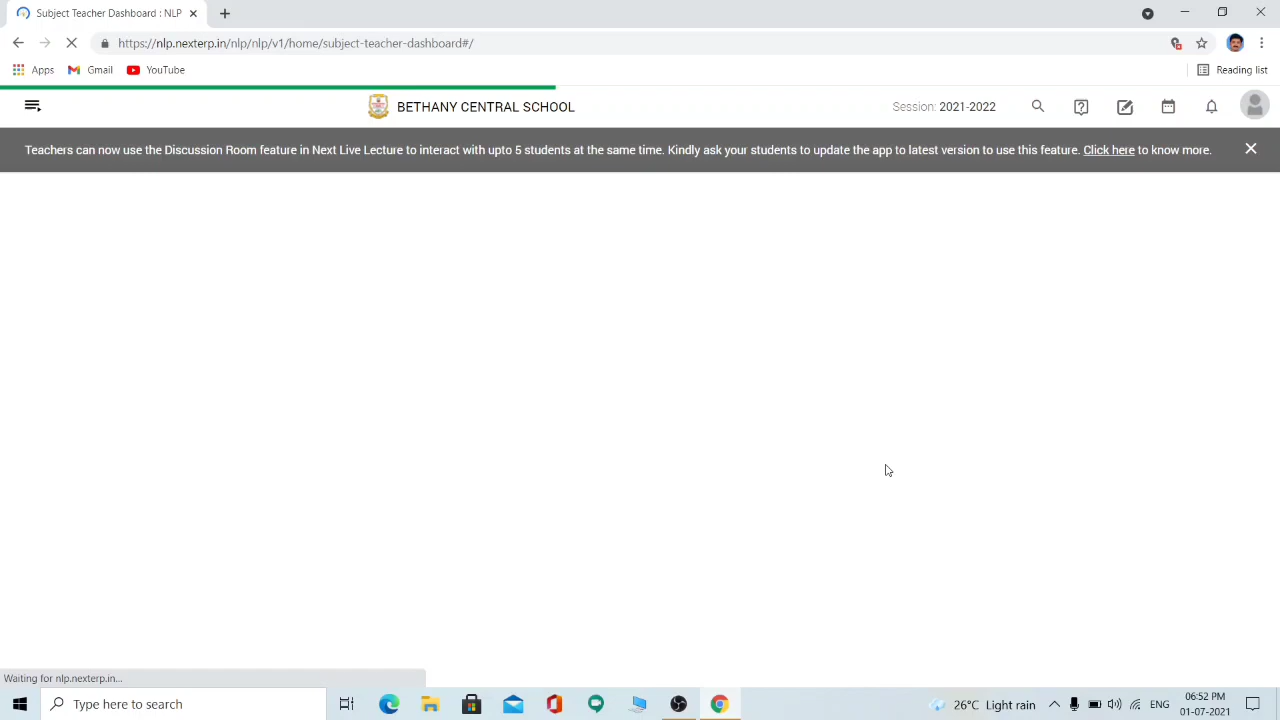 Subject Teacher Dashboard : NLP
https://nlp.nexterp.in/nlp/nlp/v1/home/subject-teacher-dashboard#/
Apps Gmail YouTube Reading list
BETHANY CENTRAL SCHOOL Session: 2021-2022
Teachers can now use the Discussion Room feature in Next Live Lecture to interact with upto 5 students at the same time. Kindly ask your students to update the app to latest version to use this feature. Click here to know more.
Waiting for nlp.nexterp.in...
Type here to search 26°C Light rain ENG 06:52 PM
01-07-2021